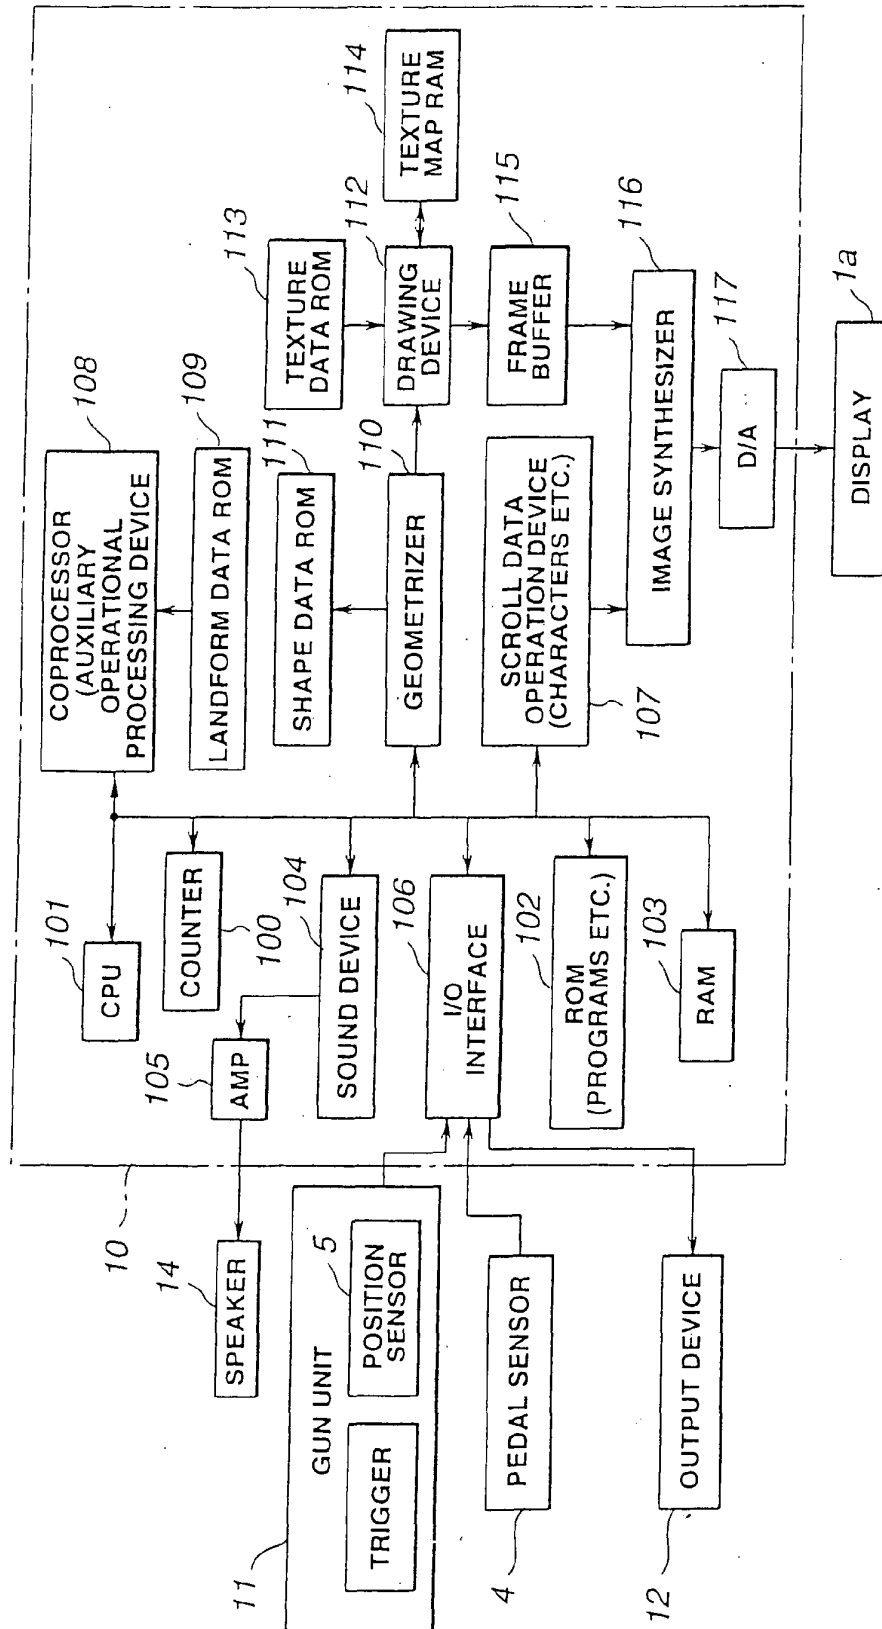 10
101
CPU
COUNTER
100
105
AMP
14
SPEAKER
104
SOUND DEVICE
11
GUN UNIT
TRIGGER
5
POSITION
SENSOR
106
I/O
INTERFACE
4
PEDAL SENSOR
102
ROM
(PROGRAMS ETC.)
103
RAM
12
OUTPUT DEVICE
108
COPROCESSOR
(AUXILIARY
OPERATIONAL
PROCESSING DEVICE
109
LANDFORM DATA ROM
111
SHAPE DATA ROM
110
GEOMETRIZER
SCROLL DATA
OPERATION DEVICE
(CHARACTERS ETC.)
107
113
TEXTURE
DATA ROM
112
DRAWING
DEVICE
114
TEXTURE
MAP RAM
115
FRAME
BUFFER
116
IMAGE SYNTHESIZER
117
D/A
1a
DISPLAY